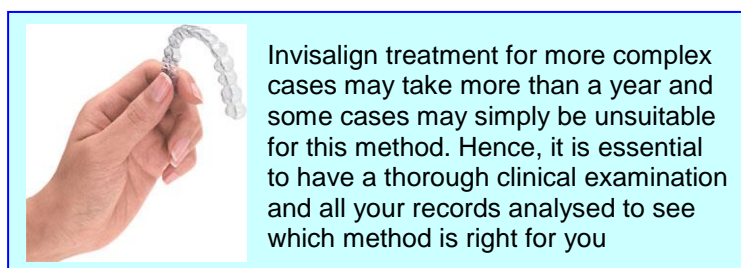 Invisalign treatment for more complex
cases may take more than a year and
some cases may simply be unsuitable
for this method. Hence, it is essential
to have a thorough clinical examination
and all your records analysed to see
which method is right for you